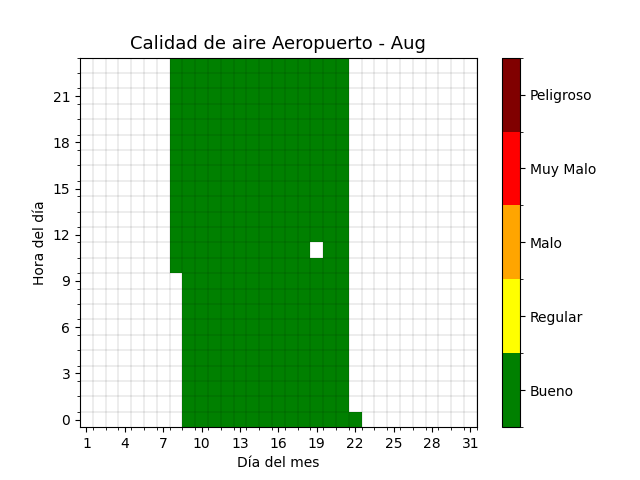 Calidad de aire Aeropuerto - Aug
Hora del día
21
18
15
12
9
6
3
0
1 4 7 10 13 16 19 22 25 28 31
Día del mes
Peligroso
Muy Malo
Malo
Regular
Bueno